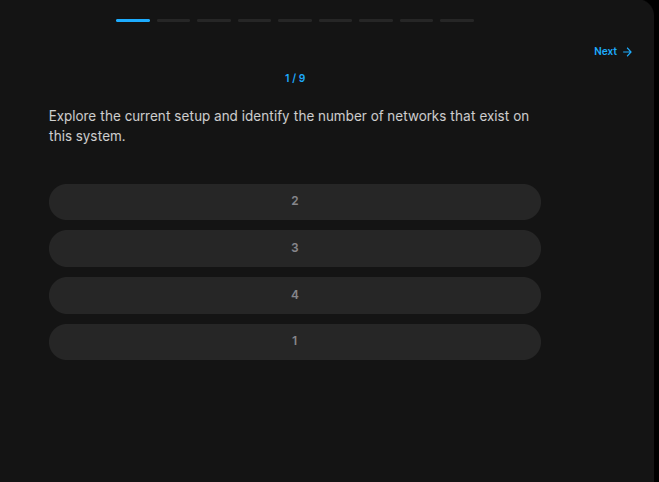 Next →
1 / 9
Explore the current setup and identify the number of networks that exist on
this system.
2
3
4
1